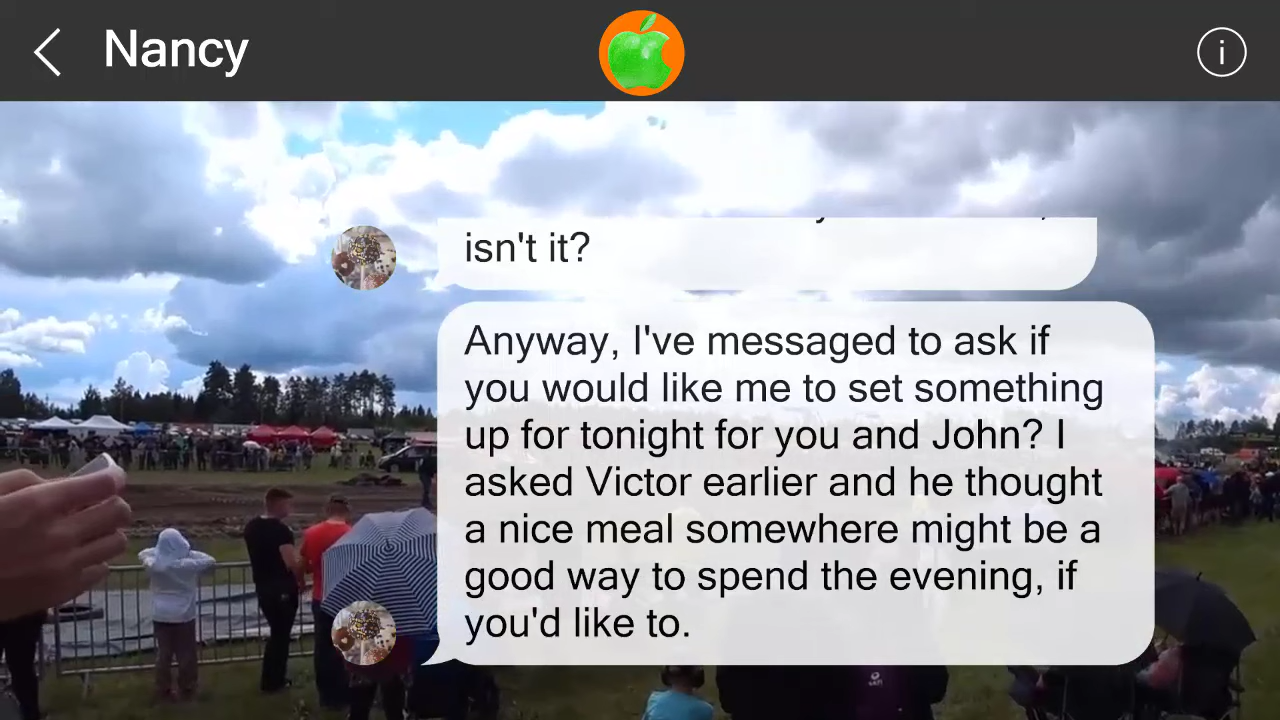 Nancy
i
isn't it?
Anyway, I've messaged to ask if
you would like me to set something
up for tonight for you and John? I
asked Victor earlier and he thought
a nice meal somewhere might be a
good way to spend the evening, if
you'd like to.